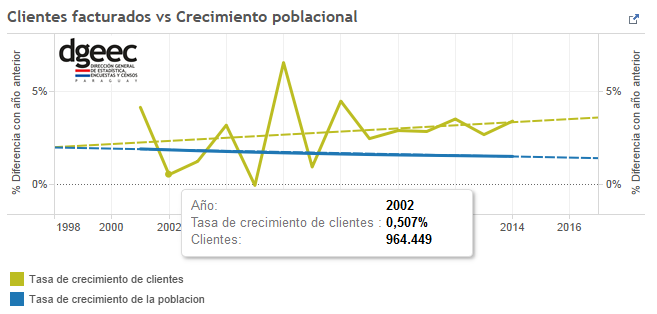 Clientes facturados vs Crecimiento poblacional
dgeec
DIRECCIÓN GENERAL
DE ESTADÍSTICA,
ENCUESTAS Y CENSOS
PARAGUAY
% Diferencia con año anterior
5%
0%
5%
0%
% Diferencia con año anterior
1998
2000
2002
2014
2016
Año: 2002
Tasa de crecimiento de clientes : 0,507%
Clientes: 964.449
Tasa de crecimiento de clientes
Tasa de crecimiento de la poblacion